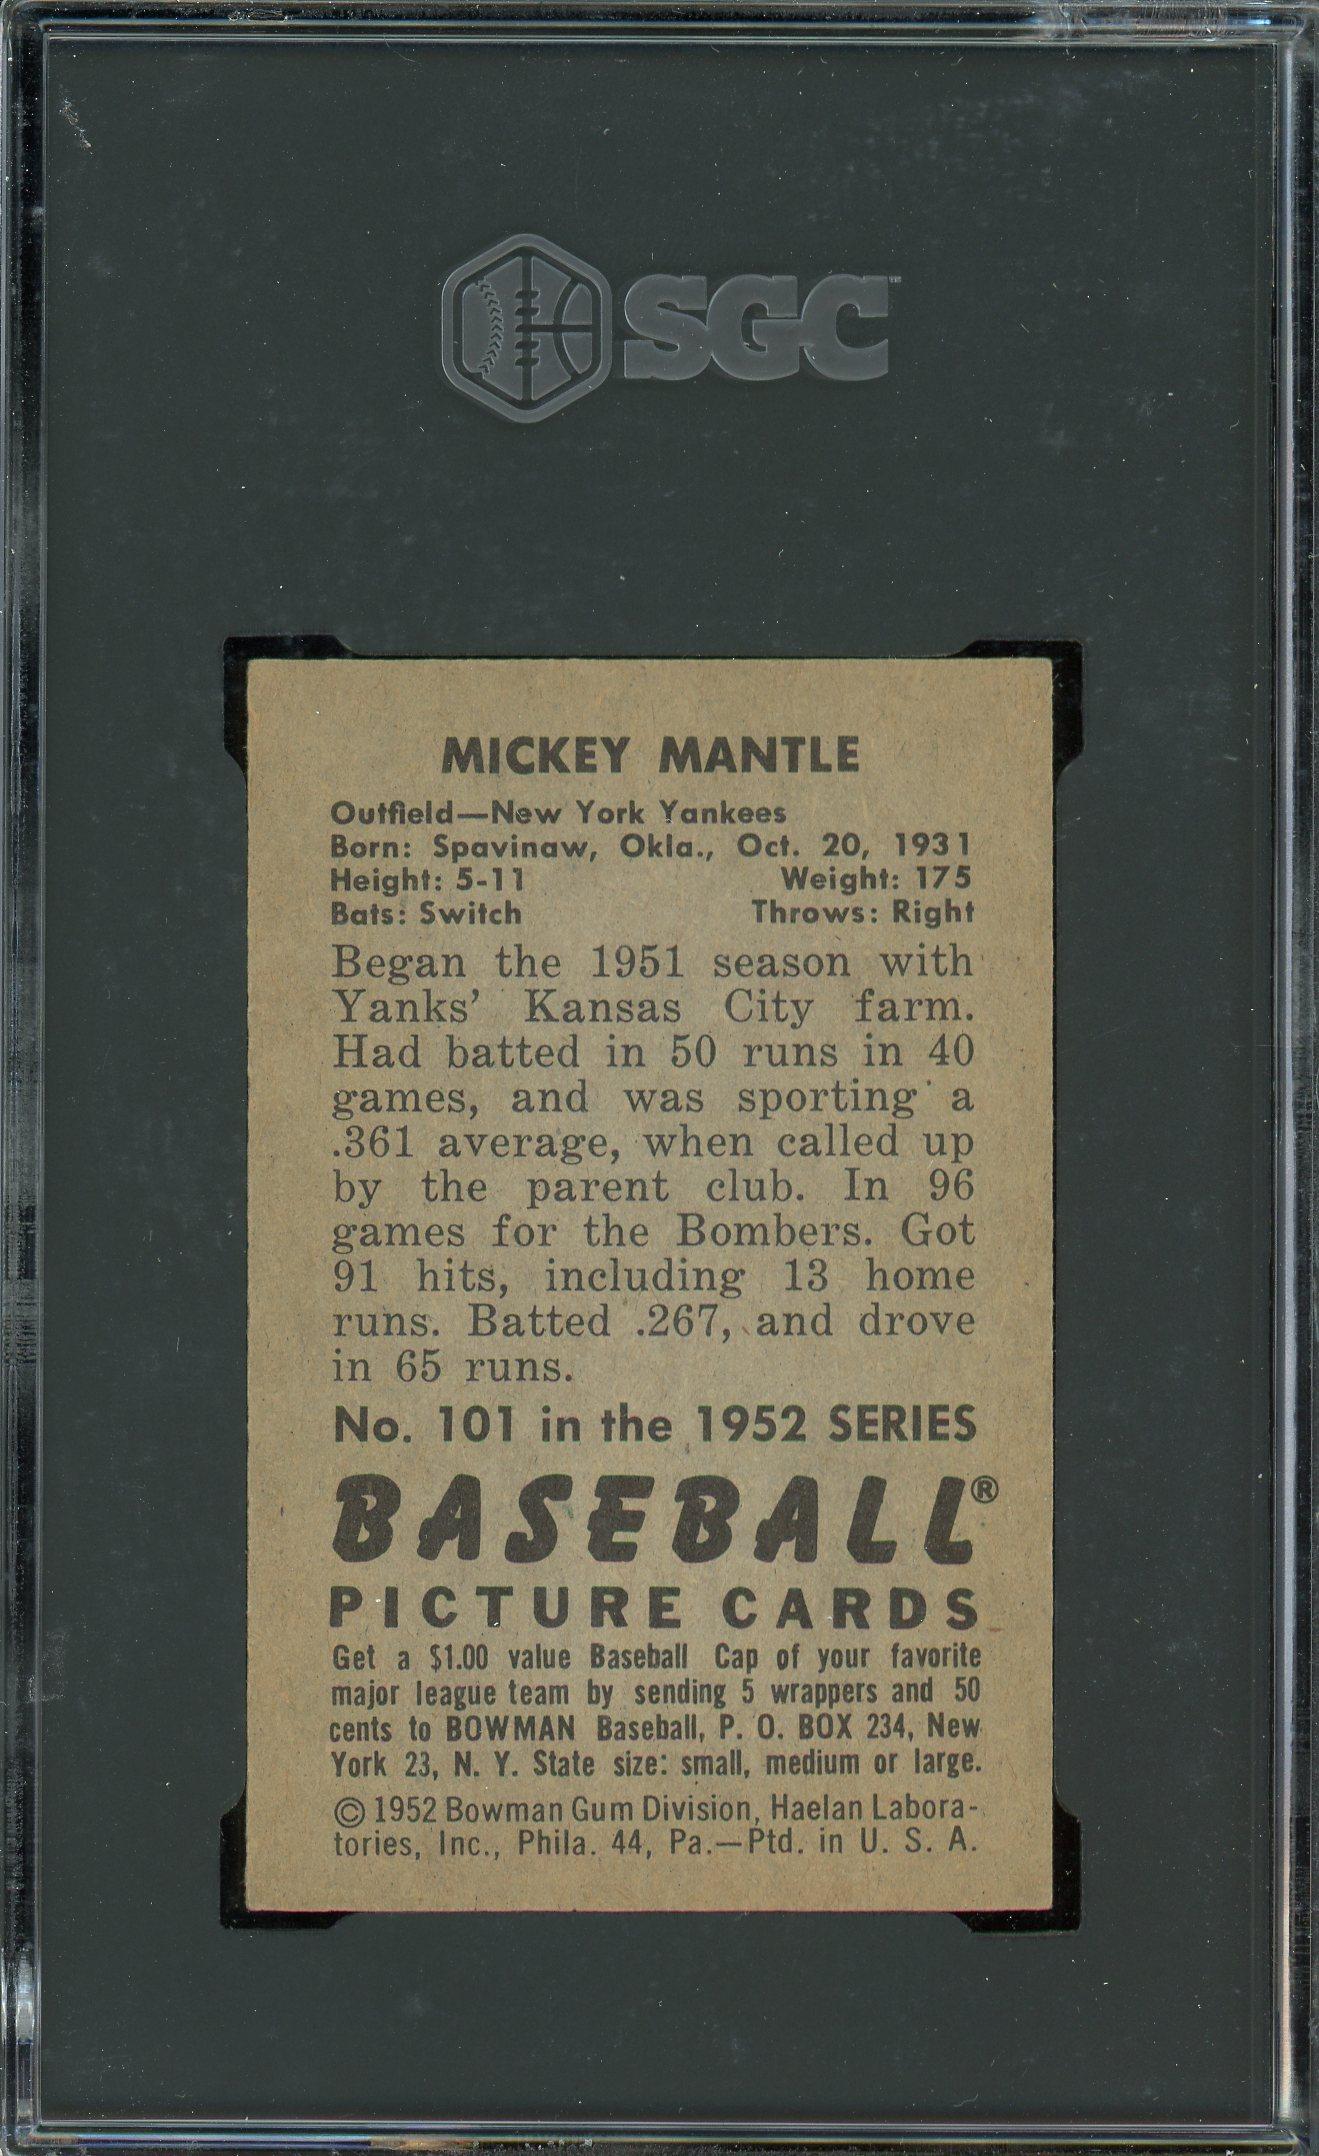 SGC™
MICKEY MANTLE
Outfield—New York Yankees
Born: Spavinaw, Okla., Oct. 20, 1931
Height: 5-11 Weight: 175
Bats: Switch Throws: Right
Began the 1951 season with
Yanks’ Kansas City farm.
Had batted in 50 runs in 40
games, and was sporting a
.361 average, when called up
by the parent club. In 96
games for the Bombers. Got
91 hits, including 13 home
runs. Batted .267, and drove
in 65 runs.
No. 101 in the 1952 SERIES
BASEBALL®
PICTURE CARDS
Get a $1.00 value Baseball Cap of your favorite
major league team by sending 5 wrappers and 50
cents to BOWMAN Baseball, P. O. BOX 234, New
York 23, N. Y. State size: small, medium or large.
© 1952 Bowman Gum Division, Haelan Labora-
tories, Inc., Phila. 44, Pa.—Ptd. in U. S. A.